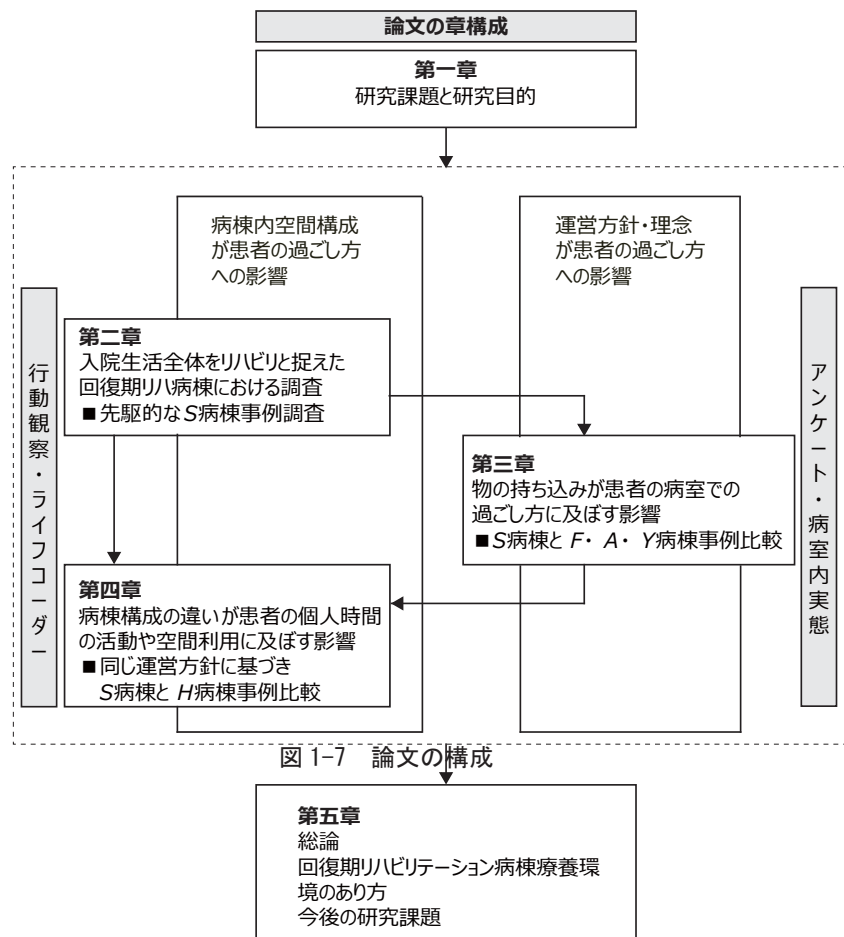 論文の章構成
第一章
研究課題と研究目的
病棟内空間構成
が患者の過ごし方
への影響
運営方針・理念
が患者の過ごし方
への影響
行動観察・ライフコーダー
第二章
入院生活全体をリハビリと捉えた
回復期リハ病棟における調査
■先駆的なS病棟事例調査
アンケート・病室内実態
第三章
物の持ち込みが患者の病室での
過ごし方に及ぼす影響
■S病棟と F・ A・ Y病棟事例比較
第四章
病棟構成の違いが患者の個人時間
の活動や空間利用に及ぼす影響
■同じ運営方針に基づき
S病棟と H病棟事例比較
図 1-7 論文の構成
第五章
総論
回復期リハビリテーション病棟療養環
境のあり方
今後の研究課題